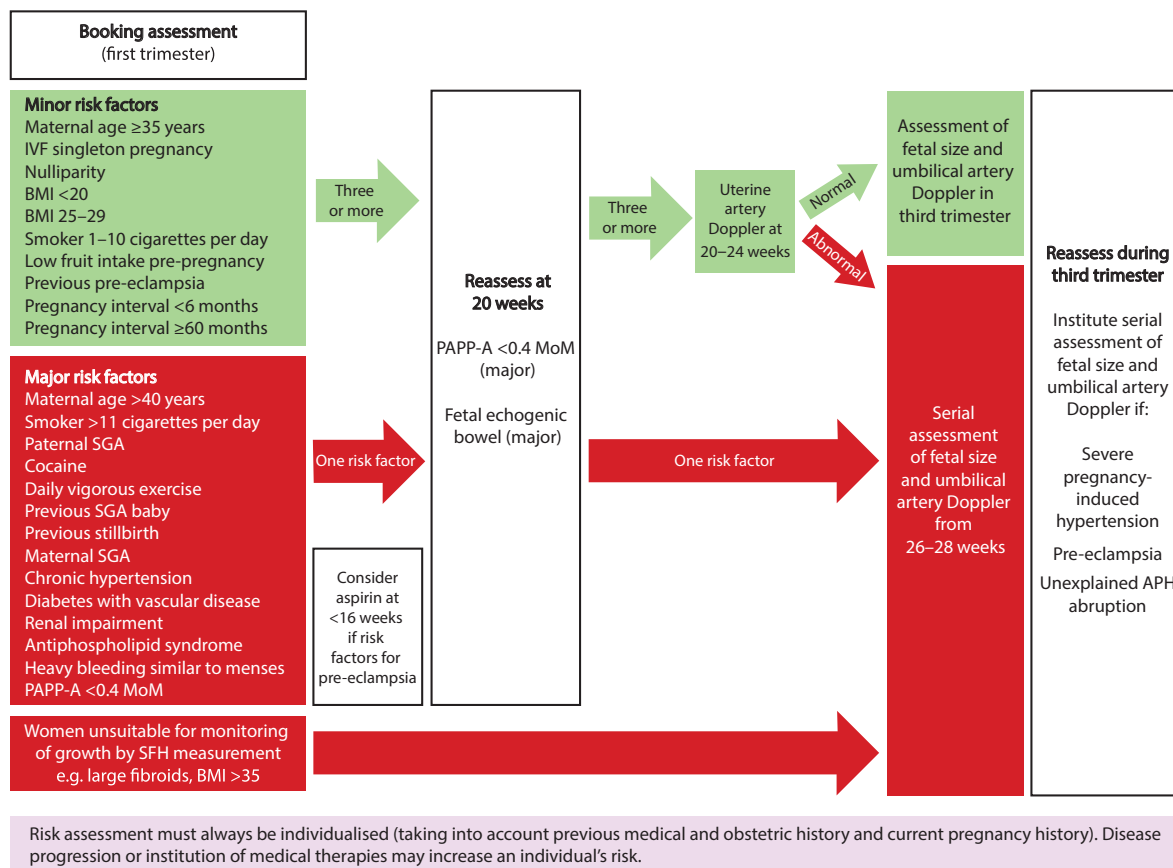 Booking assessment
(first trimester)
Minor risk factors
Maternal age ≥35 years
IVF singleton pregnancy
Nulliparity
BMI <20
BMI 25–29
Smoker 1–10 cigarettes per day
Low fruit intake pre-pregnancy
Previous pre-eclampsia
Pregnancy interval <6 months
Pregnancy interval ≥60 months
Three
or more
Major risk factors
Maternal age >40 years
Smoker >11 cigarettes per day
Paternal SGA
Cocaine
Daily vigorous exercise
Previous SGA baby
Previous stillbirth
Maternal SGA
Chronic hypertension
Diabetes with vascular disease
Renal impairment
Antiphospholipid syndrome
Heavy bleeding similar to menses
PAPP-A <0.4 MoM
One risk factor
Consider
aspirin at
<16 weeks
if risk
factors for
pre-eclampsia
Women unsuitable for monitoring
of growth by SFH measurement
e.g. large fibroids, BMI >35
Reassess at
20 weeks
PAPP-A <0.4 MoM
(major)
Fetal echogenic
bowel (major)
Three
or more
Uterine
artery
Doppler at
20–24 weeks
Normal
Abnormal
One risk factor
Assessment of
fetal size and
umbilical artery
Doppler in
third trimester
Serial
assessment
of fetal size
and umbilical
artery Doppler
from
26–28 weeks
Reassess during
third trimester
Institute serial
assessment of
fetal size and
umbilical artery
Doppler if:
Severe
pregnancy-
induced
hypertension
Pre-eclampsia
Unexplained APH
abruption
Risk assessment must always be individualised (taking into account previous medical and obstetric history and current pregnancy history). Disease
progression or institution of medical therapies may increase an individual's risk.